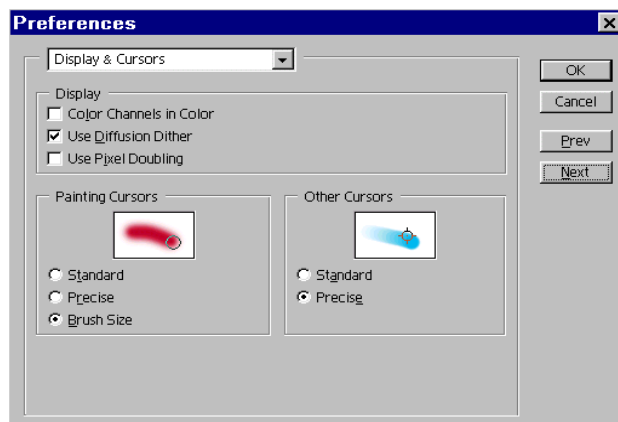 Preferences
Display & Cursors
OK
Cancel
Prev
Next
Display
Color Channels in Color
Use Diffusion Dither
Use Pixel Doubling
Painting Cursors
Standard
Precise
Brush Size
Other Cursors
Standard
Precise